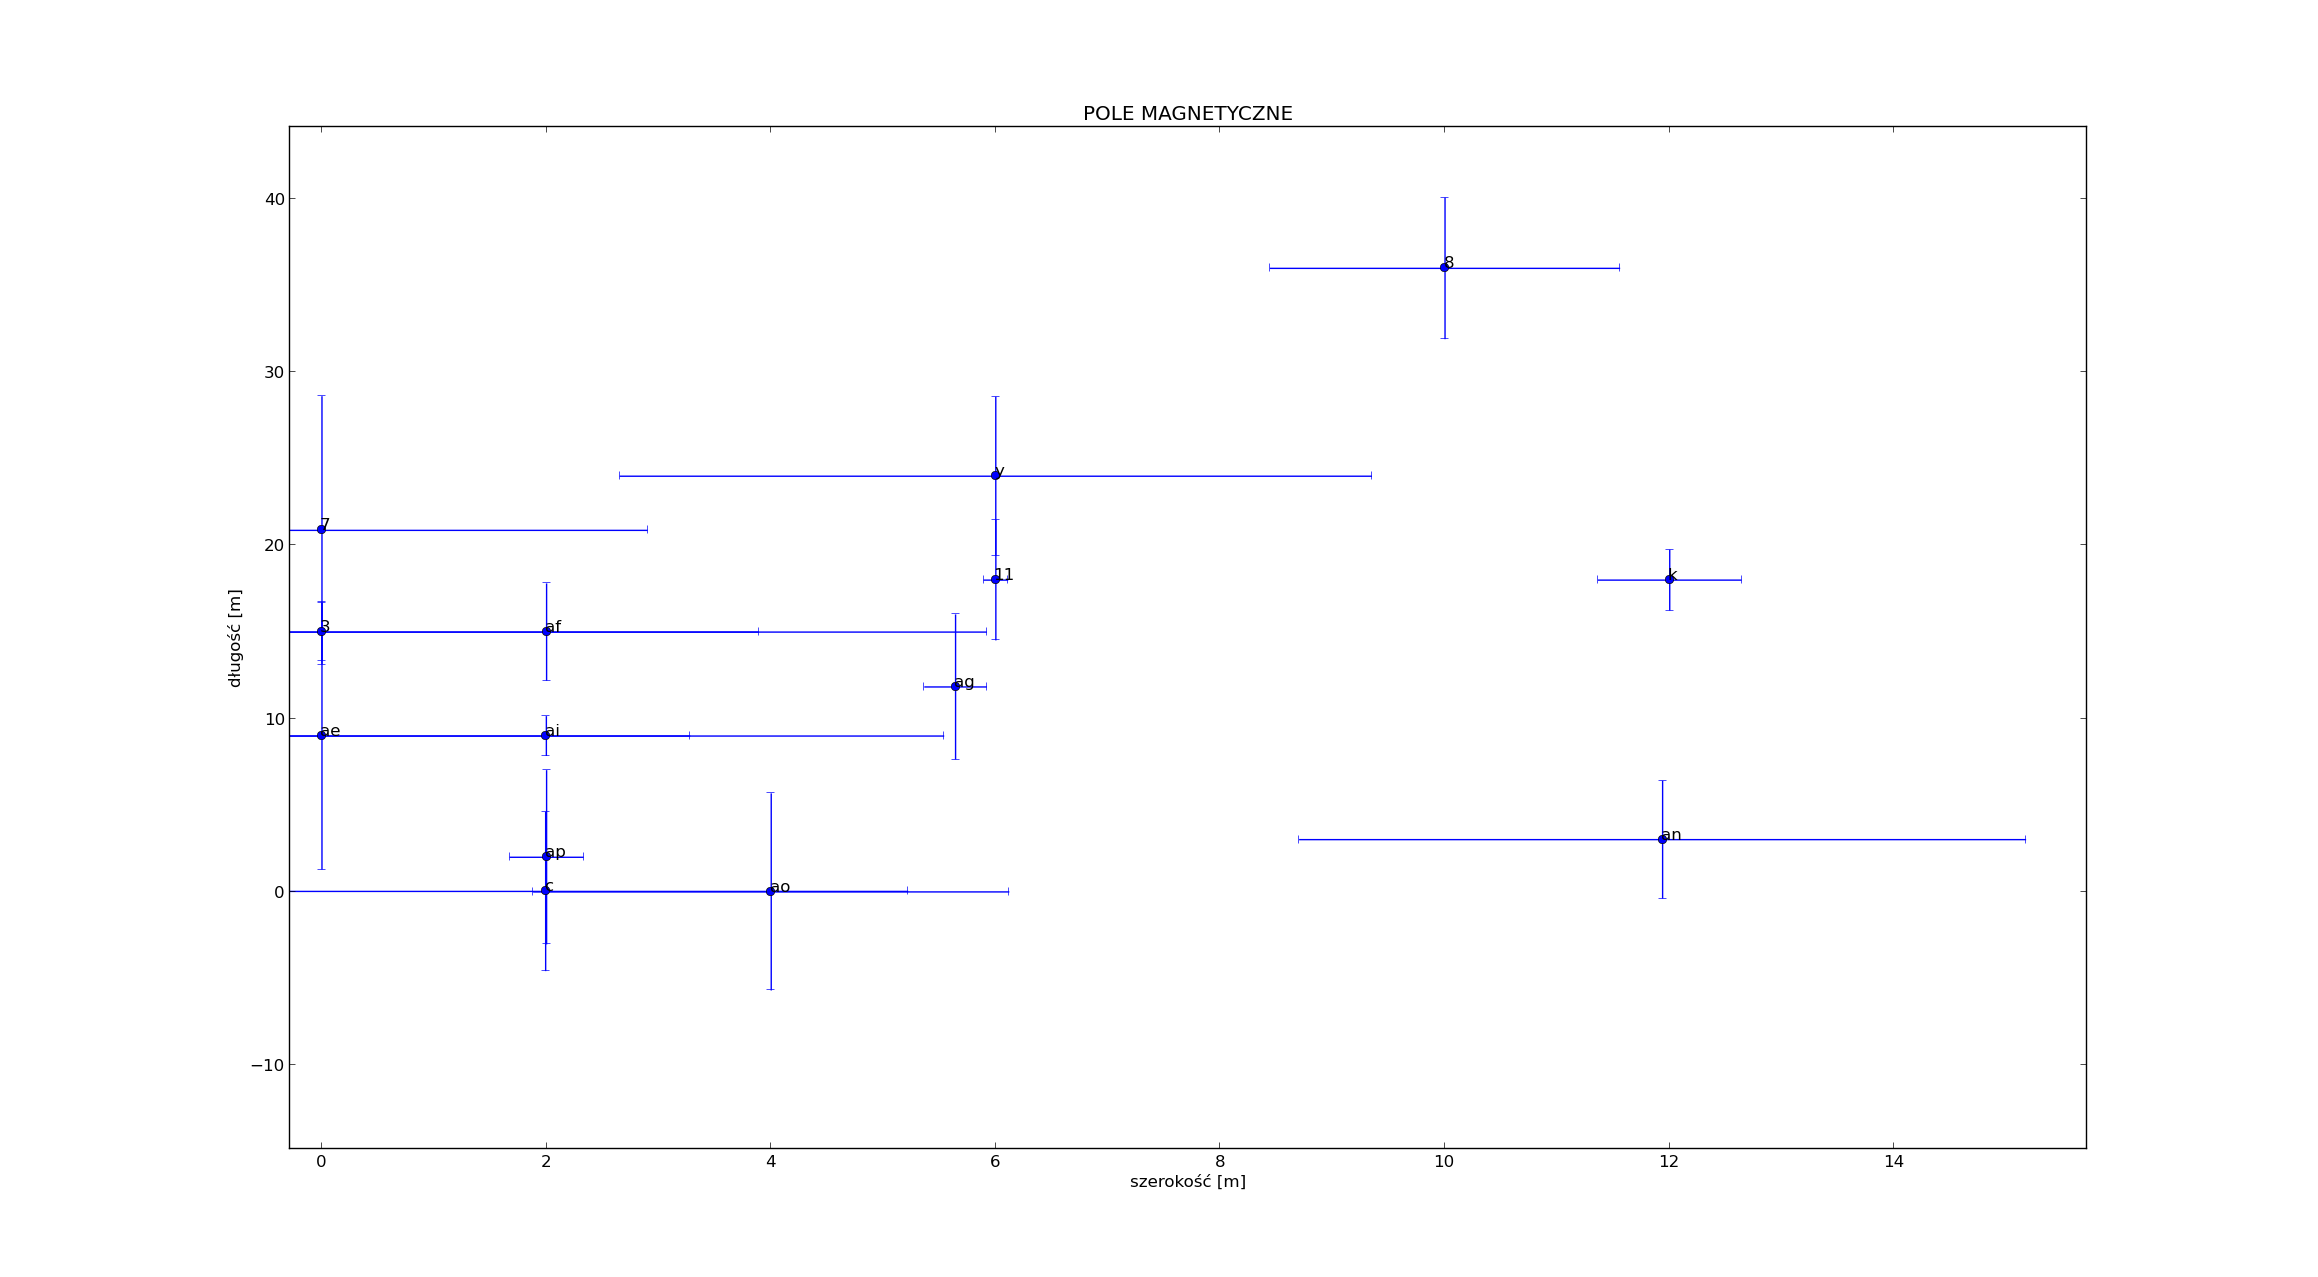 POLE MAGNETYCZNE
40
8
30
y
7
20
11
k
3
af
ag
długość [m]
10
ae
ai
ap
an
0
c
ao
−10
0 2 4 6 8 10 12 14
szerokość [m]